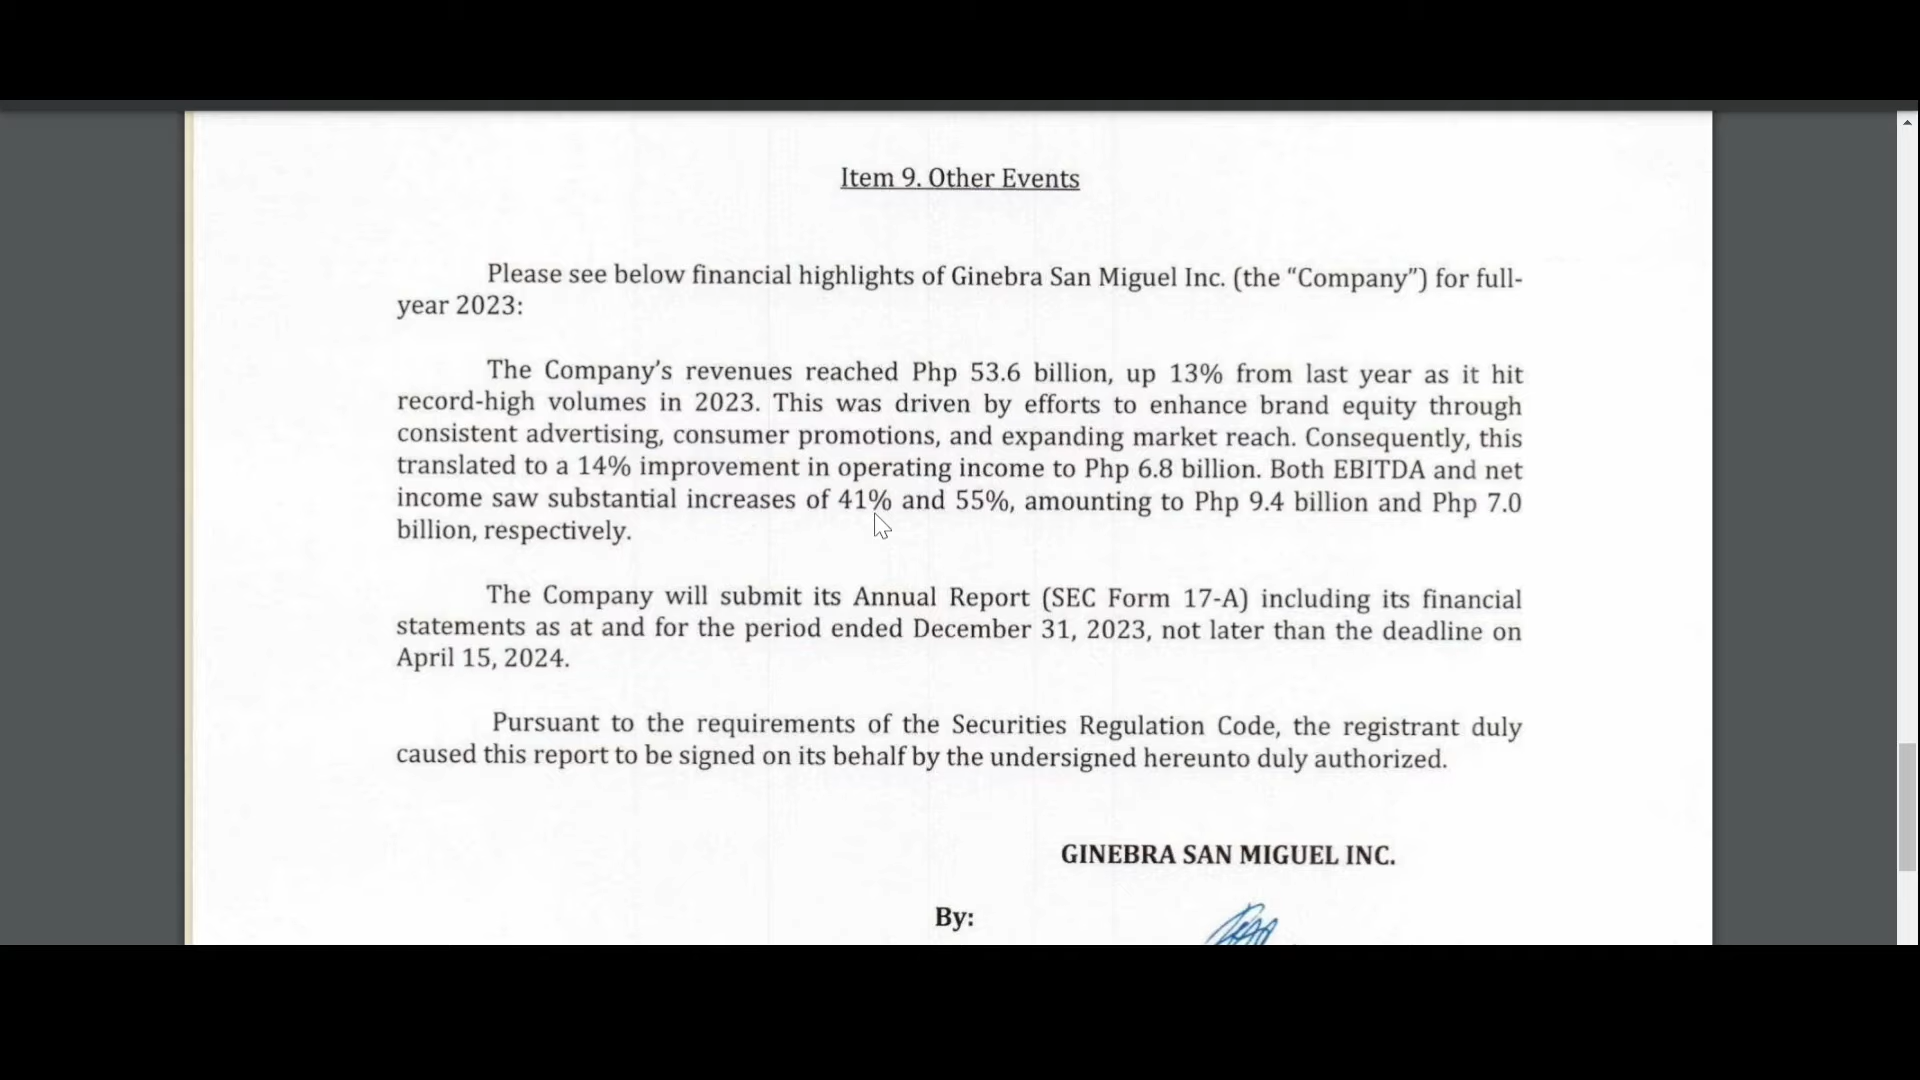 Item 9. Other Events
Please see below financial highlights of Ginebra San Miguel Inc. (the “Company”) for full-
year 2023:
The Company’s revenues reached Php 53.6 billion, up 13% from last year as it hit
record-high volumes in 2023. This was driven by efforts to enhance brand equity through
consistent advertising, consumer promotions, and expanding market reach. Consequently, this
translated to a 14% improvement in operating income to Php 6.8 billion. Both EBITDA and net
income saw substantial increases of 41% and 55%, amounting to Php 9.4 billion and Php 7.0
billion, respectively.
The Company will submit its Annual Report (SEC Form 17-A) including its financial
statements as at and for the period ended December 31, 2023, not later than the deadline on
April 15, 2024.
Pursuant to the requirements of the Securities Regulation Code, the registrant duly
caused this report to be signed on its behalf by the undersigned hereunto duly authorized.
GINEBRA SAN MIGUEL INC.
By: